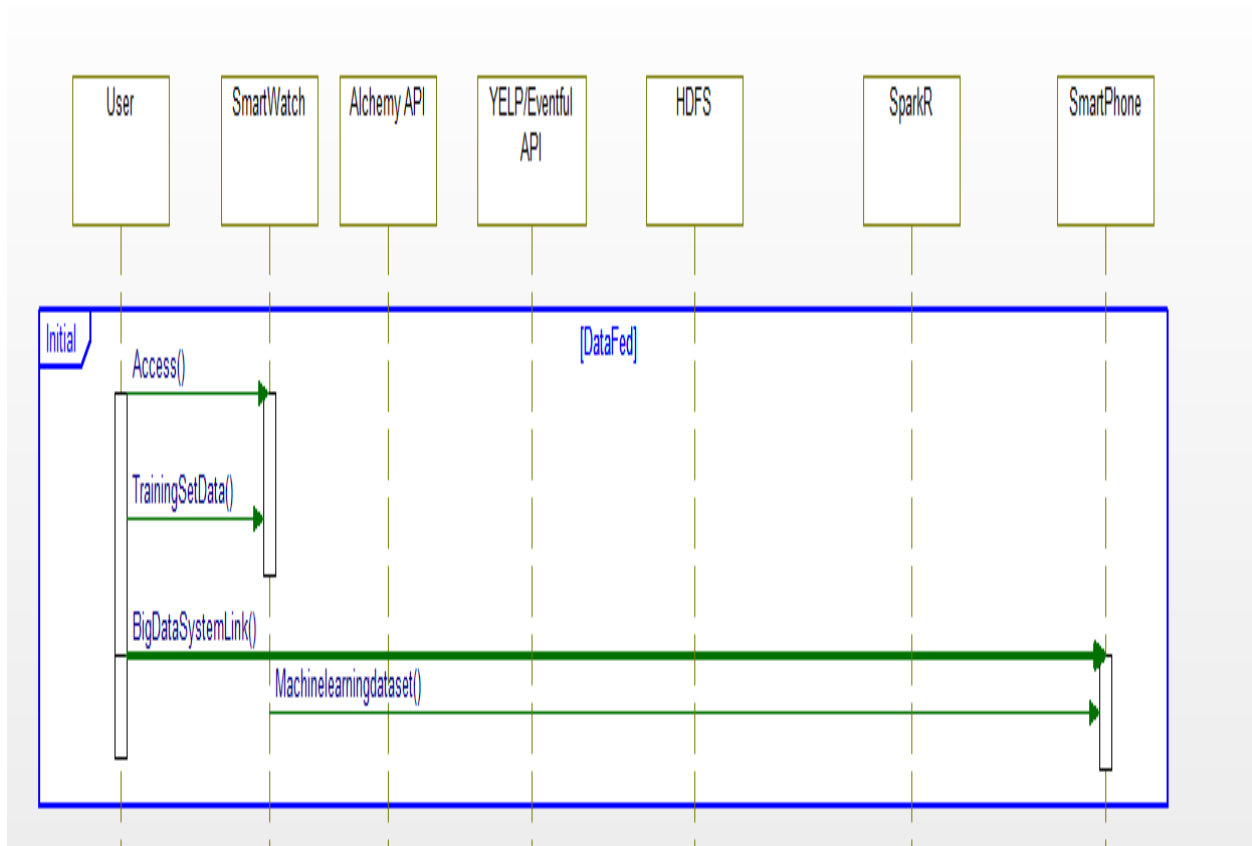 User
SmartWatch
Alchemy API
YELP/Eventful
API
HDFS
SparkR
SmartPhone
Initial
[DataFed]
Access()
TrainingSetData()
BigDataSystemLink()
Machinelearningdataset()